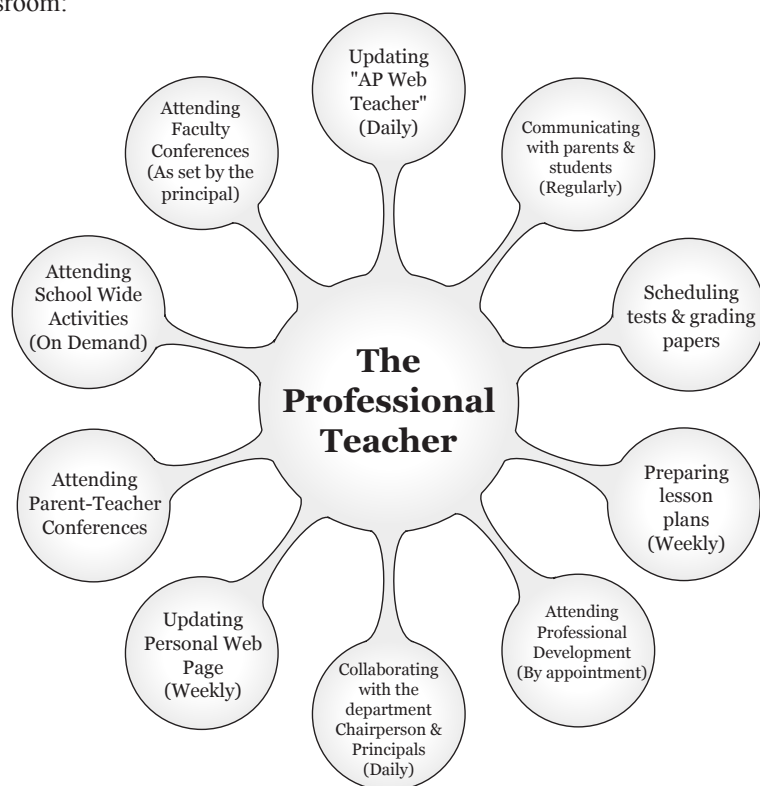 sroom:
Updating
"AP Web
Teacher"
(Daily)
Communicating
with parents &
students
(Regularly)
Scheduling
tests & grading
papers
Preparing
lesson
plans
(Weekly)
Attending
Professional
Development
(By appointment)
Collaborating
with the
department
Chairperson &
Principals
(Daily)
Updating
Personal Web
Page
(Weekly)
Attending
Parent-Teacher
Conferences
Attending
School Wide
Activities
(On Demand)
Attending
Faculty
Conferences
(As set by the
principal)
The
Professional
Teacher